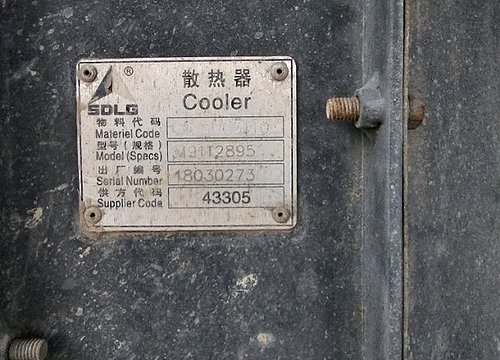 ®
SDLG
散热器
Cooler
物料代码
Materiel Code
型号(规格)
Model (Specs) M9112895
出厂编号
Serial Number 18030273
供方代码
Supplier Code 43305